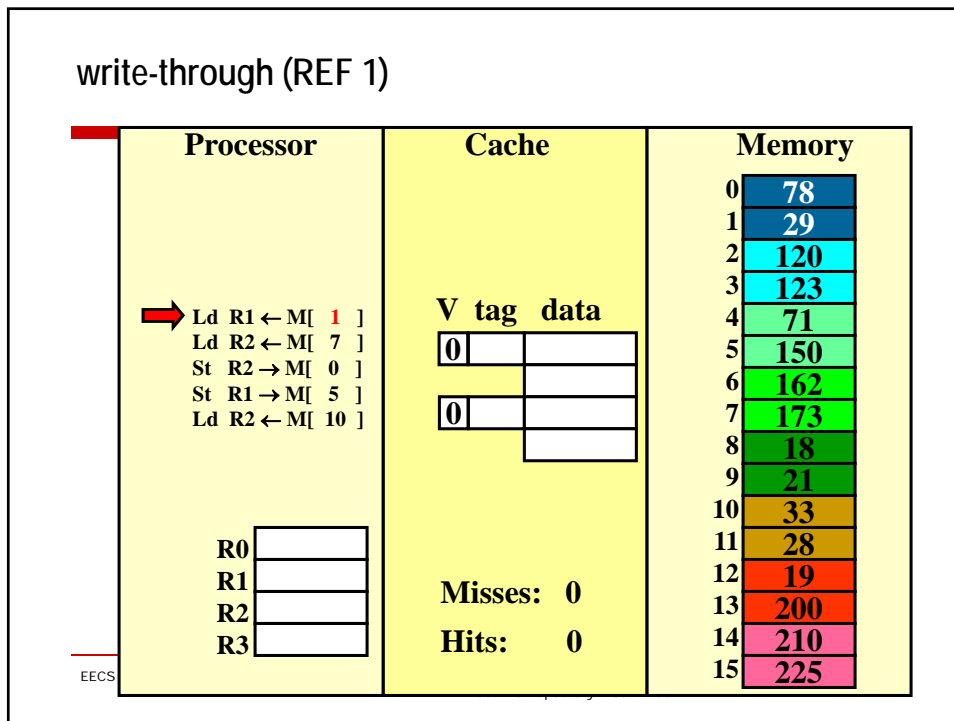 write-through (REF 1)
Processor
Ld R1 ← M[ 1 ]
Ld R2 ← M[ 7 ]
St R2 → M[ 0 ]
St R1 → M[ 5 ]
Ld R2 ← M[ 10 ]
R0
R1
R2
R3
Cache
V tag data
0
0
Misses: 0
Hits: 0
Memory
0 78
1 29
2 120
3 123
4 71
5 150
6 162
7 173
8 18
9 21
10 33
11 28
12 19
13 200
14 210
15 225
EECS